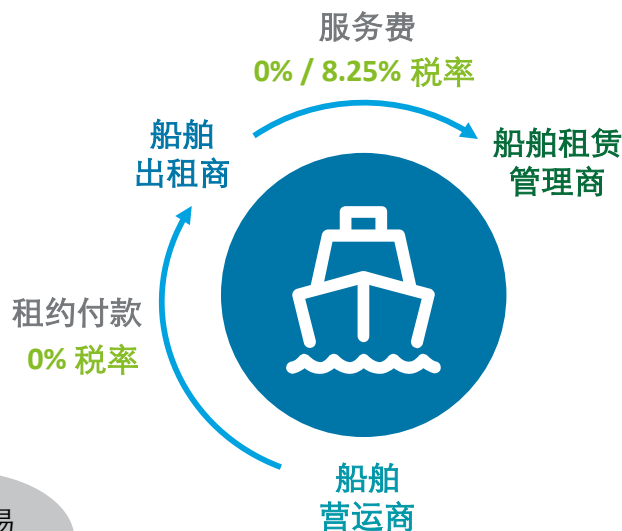 服务费
0% / 8.25% 税率
船舶
出租商
船舶租赁
管理商
租约付款
0% 税率
船舶
营运商
易